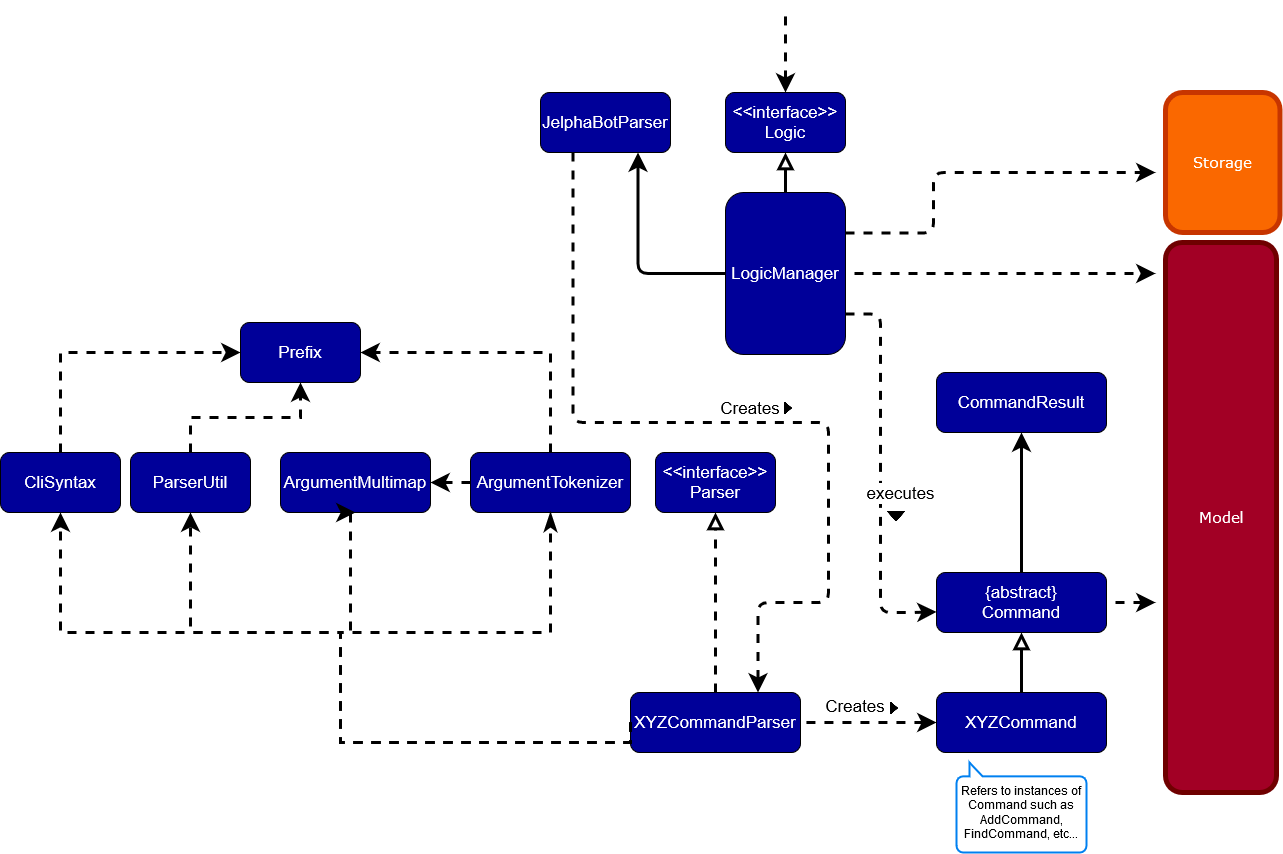 JelphaBotParser
<<interface>>
Logic
Storage
LogicManager
Prefix
Creates
CommandResult
CliSyntax
ParserUtil
ArgumentMultimap
ArgumentTokenizer
<<interface>>
Parser
executes
Model
{abstract}
Command
XYZCommandParser
Creates
XYZCommand
Refers to instances of
Command such as
AddCommand,
FindCommand, etc...